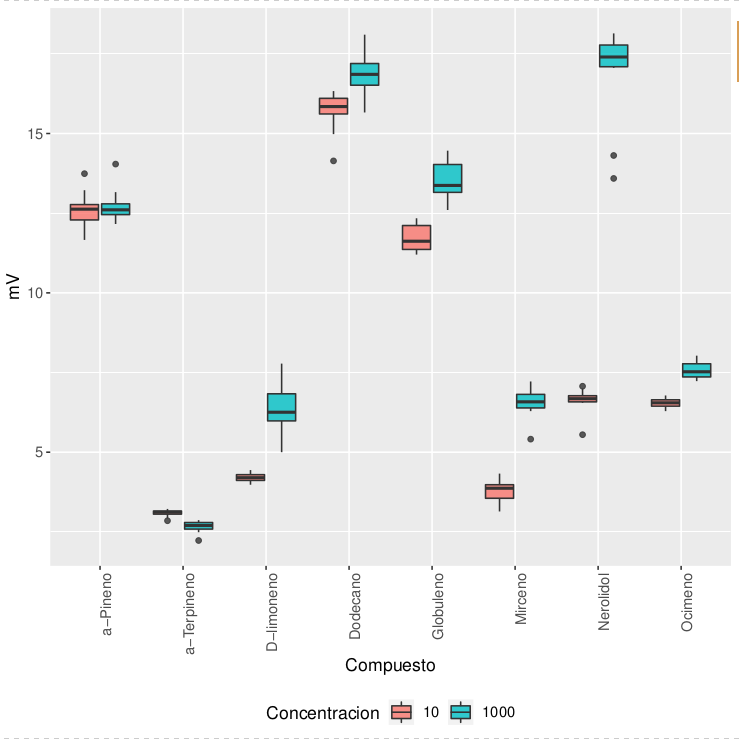 15
10
5
mV
a−Pineno
a−Terpineno
D−limoneno
Dodecano
Globuleno
Mirceno
Nerolidol
Ocimeno
Compuesto
Concentracion 10 1000